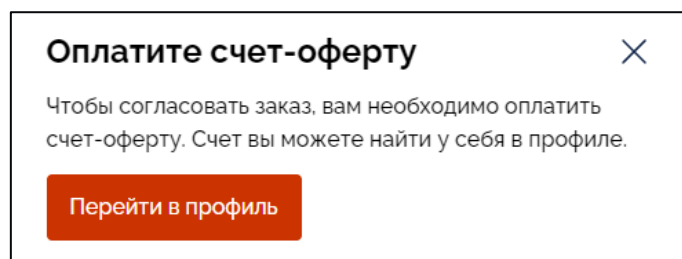 Оплатите счет-оферту
Чтобы согласовать заказ, вам необходимо оплатить
счет-оферту. Счет вы можете найти у себя в профиле.
Перейти в профиль